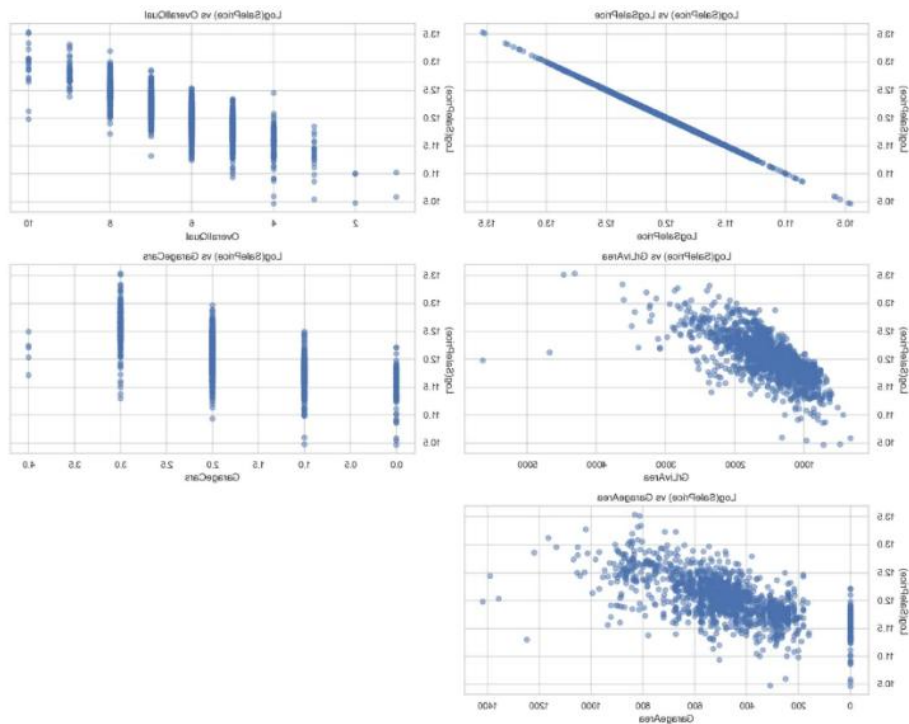 Log(SalePrice) vs LogSalePrice
Log(SalePrice)
13.5
13.0
12.5
12.0
11.5
11.0
10.5
10.5 11.0 11.5 12.0 12.5 13.0 13.5
LogSalePrice
Log(SalePrice) vs OverallQual
Log(SalePrice)
13.5
13.0
12.5
12.0
11.5
11.0
10.5
2 4 6 8 10
OverallQual
Log(SalePrice) vs GrLivArea
Log(SalePrice)
13.5
13.0
12.5
12.0
11.5
11.0
10.5
1000 2000 3000 4000 5000
GrLivArea
Log(SalePrice) vs GarageCars
Log(SalePrice)
13.5
13.0
12.5
12.0
11.5
11.0
10.5
0.0 0.5 1.0 1.5 2.0 2.5 3.0 3.5 4.0
GarageCars
Log(SalePrice) vs GarageArea
Log(SalePrice)
13.5
13.0
12.5
12.0
11.5
11.0
10.5
0 200 400 600 800 1000 1200 1400
GarageArea